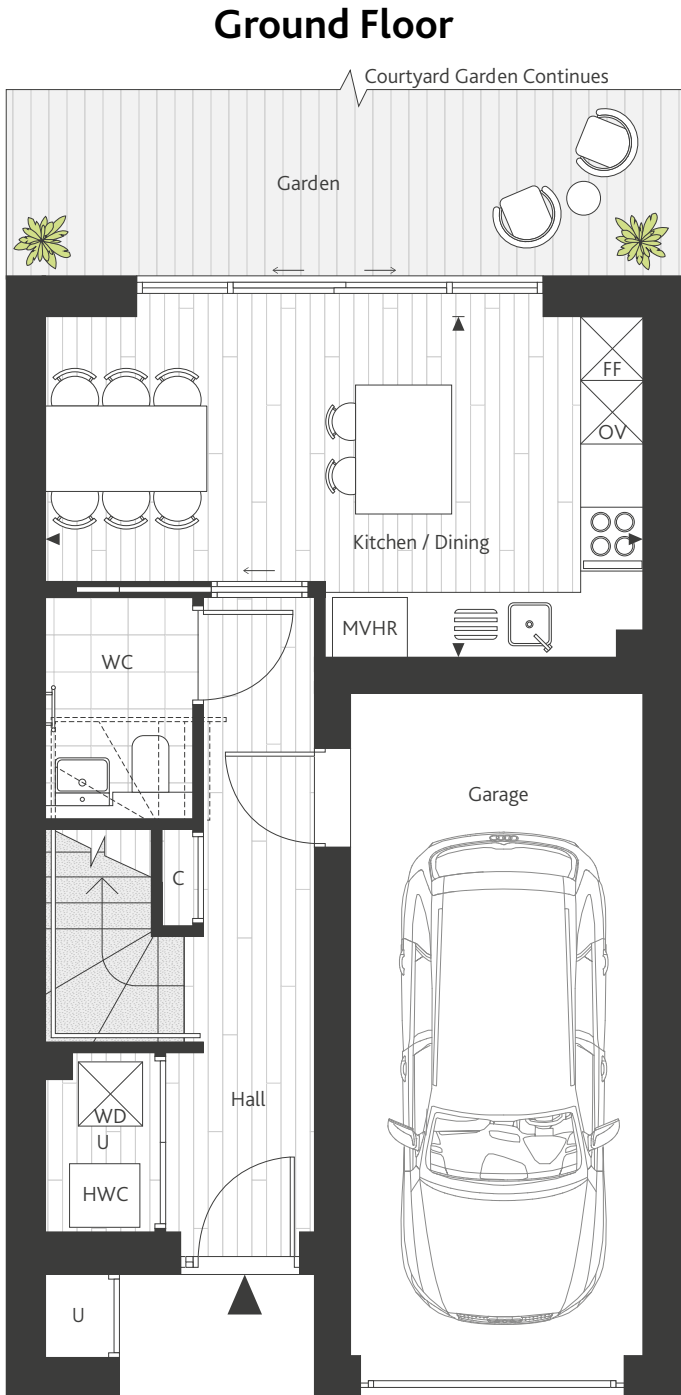 Ground Floor
Courtyard Garden Continues
Garden
FF
OV
Kitchen / Dining
MVHR
WC
Garage
C
Hall
WD
U
HWC
U